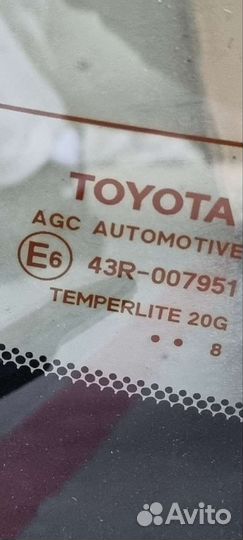 TOYOTA
AGC AUTOMOTIVE
E6 43R-007951
TEMPERLITE 20G
• • 8
Avito